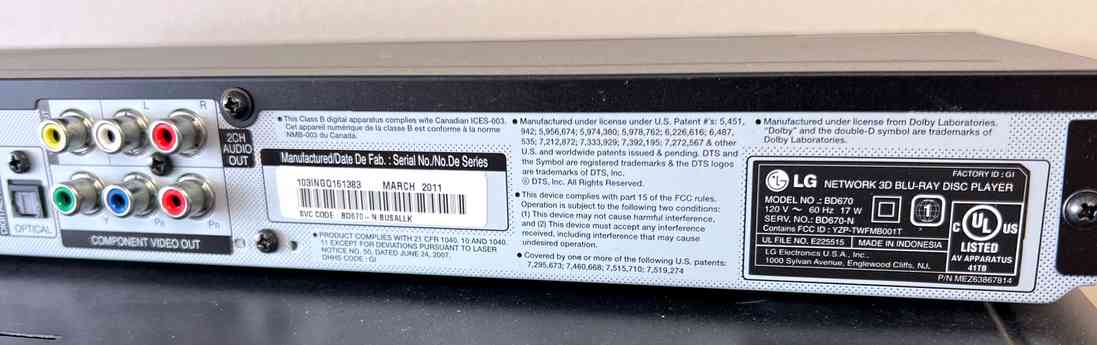 L
R
2CH
AUDIO
OUT
OPTICAL
Y
PB
PR
COMPONENT VIDEO OUT
• This Class B digital apparatus complies wite Canadian ICES-003.
Cet appareil numérique de la classe B est conforme à la norme
NMB-003 du Canada.
Manufactured/Date De Fab. : Serial No./No.De Series
103INGQ151383 MARCH 2011
SVC CODE : BD670-N BUSALLK
• PRODUCT COMPLIES WITH 21 CFR 1040. 10 AND 1040.
11 EXCEPT FOR DEVIATIONS PURSUANT TO LASER
NOTICE NO. 50, DATED JUNE 24, 2007.
DHHS CODE : GI
• Manufactured under license under U.S. Patent #'s: 5,451,
942; 5,956,674; 5,974,380; 5,978,762; 6,226,616; 6,487,
535; 7,212,872; 7,333,929; 7,392,195; 7,272,567 & other
U.S. and worldwide patents issued & pending. DTS and
the Symbol are registered trademarks & the DTS logos
are trademarks of DTS, Inc.
℗ DTS, Inc. All Rights Reserved.
• This device complies with part 15 of the FCC rules.
Operation is subject to the following two conditions:
(1) This device may not cause harmful interference,
and (2) This device must accept any interference
received, including interference that may cause
undesired operation.
• Covered by one or more of the following U.S. patents:
7,295,673; 7,460,668; 7,515,710; 7,519,274
• Manufactured under license from Dolby Laboratories.
"Dolby" and the double-D symbol are trademarks of
Dolby Laboratories.
FACTORY ID : GI
LG NETWORK 3D BLU-RAY DISC PLAYER
MODEL NO.: BD670
120 V ~ 60 Hz 17 W
SERV. NO.: BD670-N
Contains FCC ID : YZP-TWFMB001T
UL FILE NO. E225515
MADE IN INDONESIA
LG Electronics U.S.A., Inc.,
1000 Sylvan Avenue, Englewood Cliffs, NJ.
C UL US
LISTED
AV APPARATUS
41TB
P/N MEZ63867814